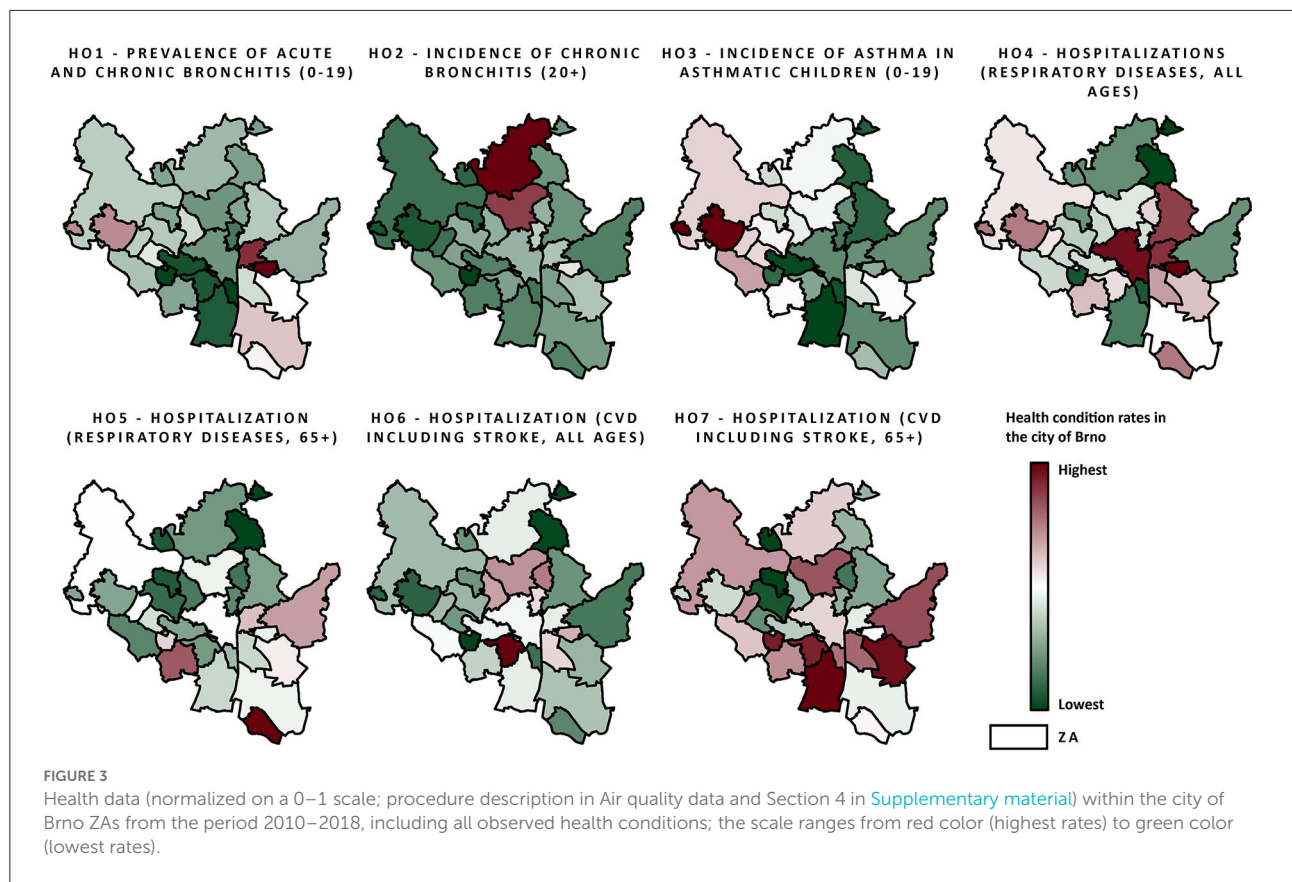 HO1 - PREVALENCE OF ACUTE
AND CHRONIC BRONCHITIS (0-19)
HO2 - INCIDENCE OF CHRONIC
BRONCHITIS (20+)
HO3 - INCIDENCE OF ASTHMA IN
ASTHMATIC CHILDREN (0-19)
HO4 - HOSPITALIZATIONS
(RESPIRATORY DISEASES, ALL
AGES)
HO5 - HOSPITALIZATION
(RESPIRATORY DISEASES, 65+)
HO6 - HOSPITALIZATION (CVD
INCLUDING STROKE, ALL AGES)
HO7 - HOSPITALIZATION (CVD
INCLUDING STROKE, 65+)
Health condition rates in
the city of Brno
Highest
Lowest
ZA
FIGURE 3
Health data (normalized on a 0–1 scale; procedure description in Air quality data and Section 4 in Supplementary material) within the city of
Brno ZAs from the period 2010–2018, including all observed health conditions; the scale ranges from red color (highest rates) to green color
(lowest rates).